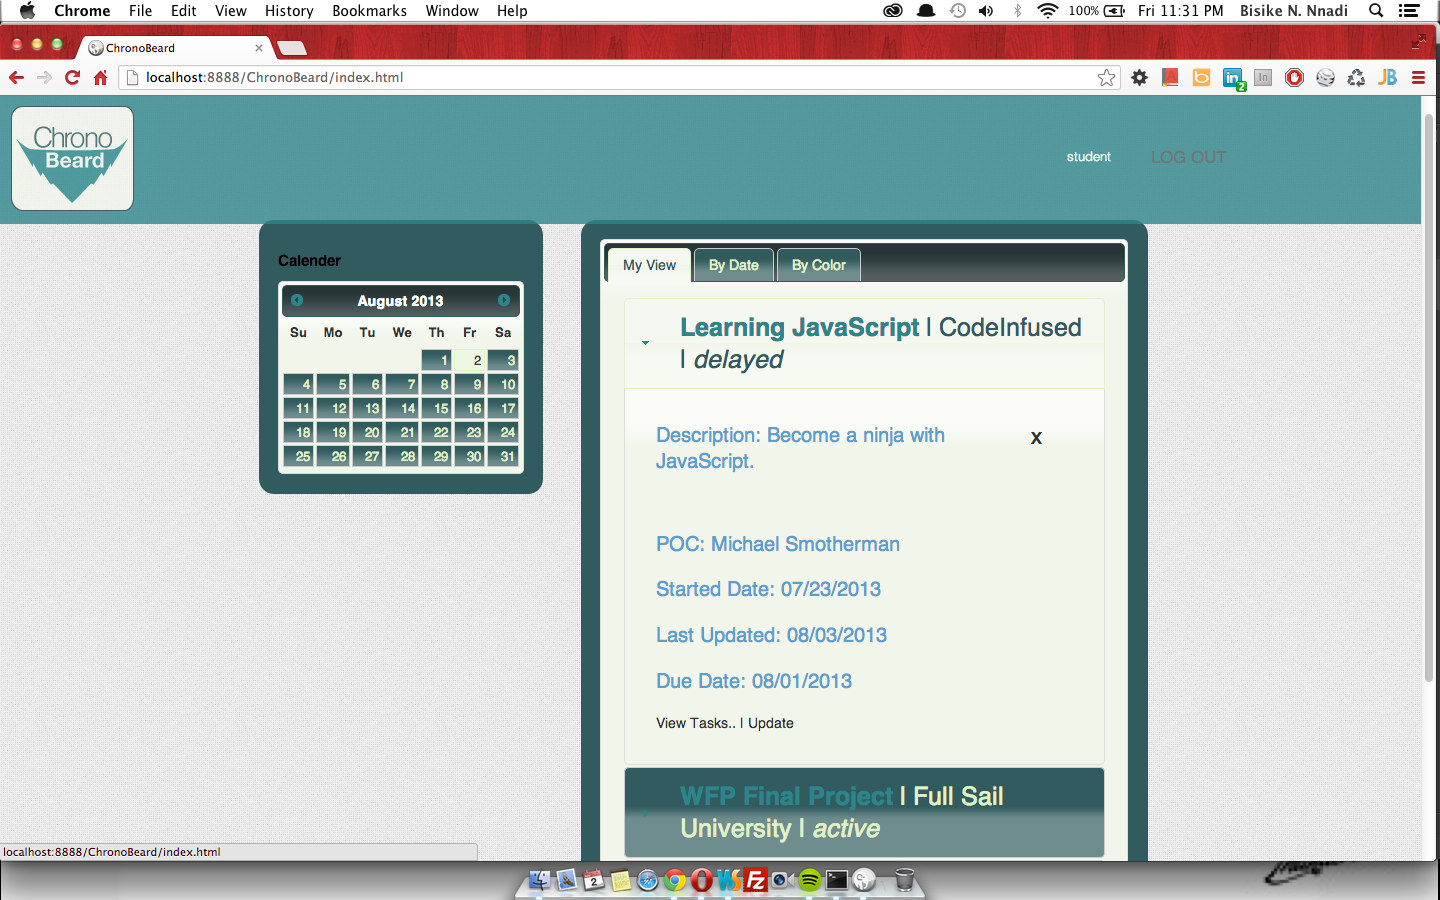 Chrome File Edit View History Bookmarks Window Help 100% Fri 11:31 PM Bisike N. Nnadi
ChronoBeard
localhost:8888/ChronoBeard/index.html
2
In
JB
Chrono
Beard
student LOG OUT
Calender
August 2013
Su Mo Tu We Th Fr Sa
1 2 3
4 5 6 7 8 9 10
11 12 13 14 15 16 17
18 19 20 21 22 23 24
25 26 27 28 29 30 31
My View By Date By Color
Learning JavaScript | CodeInfused
| delayed
Description: Become a ninja with
JavaScript.
X
POC: Michael Smotherman
Started Date: 07/23/2013
Last Updated: 08/03/2013
Due Date: 08/01/2013
View Tasks.. | Update
WFP Final Project | Full Sail
University | active
localhost:8888/ChronoBeard/index.html
2
WS
FZ